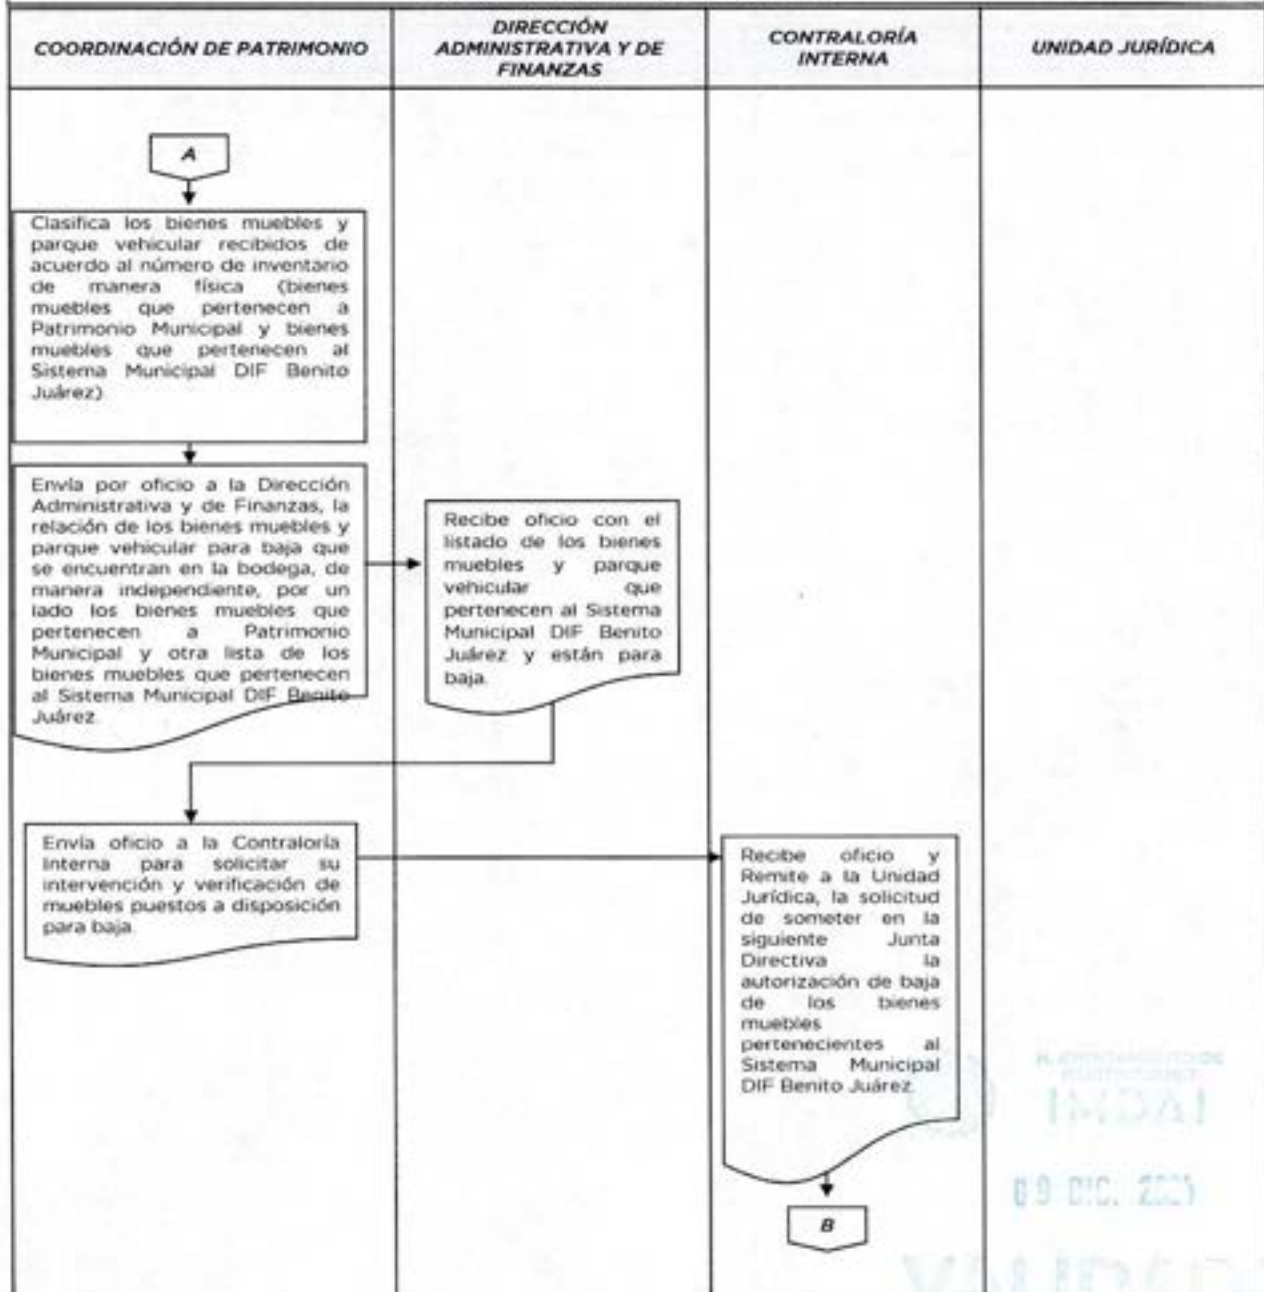 COORDINACIÓN DE PATRIMONIO
DIRECCIÓN
ADMINISTRATIVA Y DE
FINANZAS
CONTRALORÍA
INTERNA
UNIDAD JURÍDICA
A
Clasifica los bienes muebles y
parque vehicular recibidos de
acuerdo al número de inventario
de manera física (bienes
muebles que pertenecen a
Patrimonio Municipal y bienes
muebles que pertenecen al
Sistema Municipal DIF Benito
Juárez).
Envía por oficio a la Dirección
Administrativa y de Finanzas, la
relación de los bienes muebles y
parque vehicular para baja que
se encuentran en la bodega, de
manera independiente, por un
lado los bienes muebles que
pertenecen a Patrimonio
Municipal y otra lista de los
bienes muebles que pertenecen
al Sistema Municipal DIF Benito
Juárez.
Recibe oficio con el
listado de los bienes
muebles y parque
vehicular que
pertenecen al Sistema
Municipal DIF Benito
Juárez y están para
baja.
Envía oficio a la Contraloría
Interna para solicitar su
intervención y verificación de
muebles puestos a disposición
para baja.
Recibe oficio y
Remite a la Unidad
Jurídica, la solicitud
de someter en la
siguiente Junta
Directiva la
autorización de baja
de los bienes
muebles
pertenecientes al
Sistema Municipal
DIF Benito Juárez.
09 DIC.
B